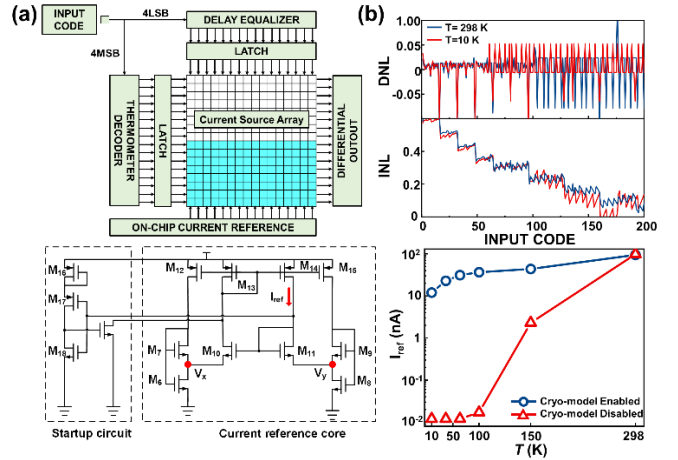 (a)
INPUT
CODE
4LSB
4MSB
DELAY EQUALIZER
LATCH
THERMOMETER
DECODER
LATCH
Current Source Array
DIFFERENTIAL
OUTOUT
ON-CHIP CURRENT REFERENCE
M16
M17
M18
Startup circuit
M12
M13
M14
M15
Iref
M7
M10
M11
M9
Vx
Vy
M6
M8
Current reference core
(b)
DNL
1.00
0.05
0.00
-0.05
T= 298 K
T=10 K
INL
0.4
0.2
0
0
50
100
150
200
INPUT CODE
Iref (nA)
10²
10¹
10⁰
10⁻¹
10⁻²
Cryo-model Enabled
Cryo-model Disabled
10
50
100
150
298
T (K)